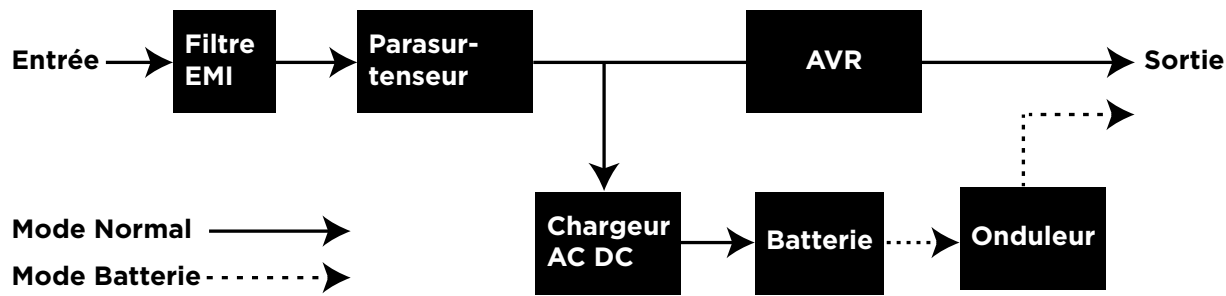 Entrée
Filtre
EMI
Parasur-
tenseur
AVR
Sortie
Chargeur
AC DC
Batterie
Onduleur
Mode Normal
Mode Batterie